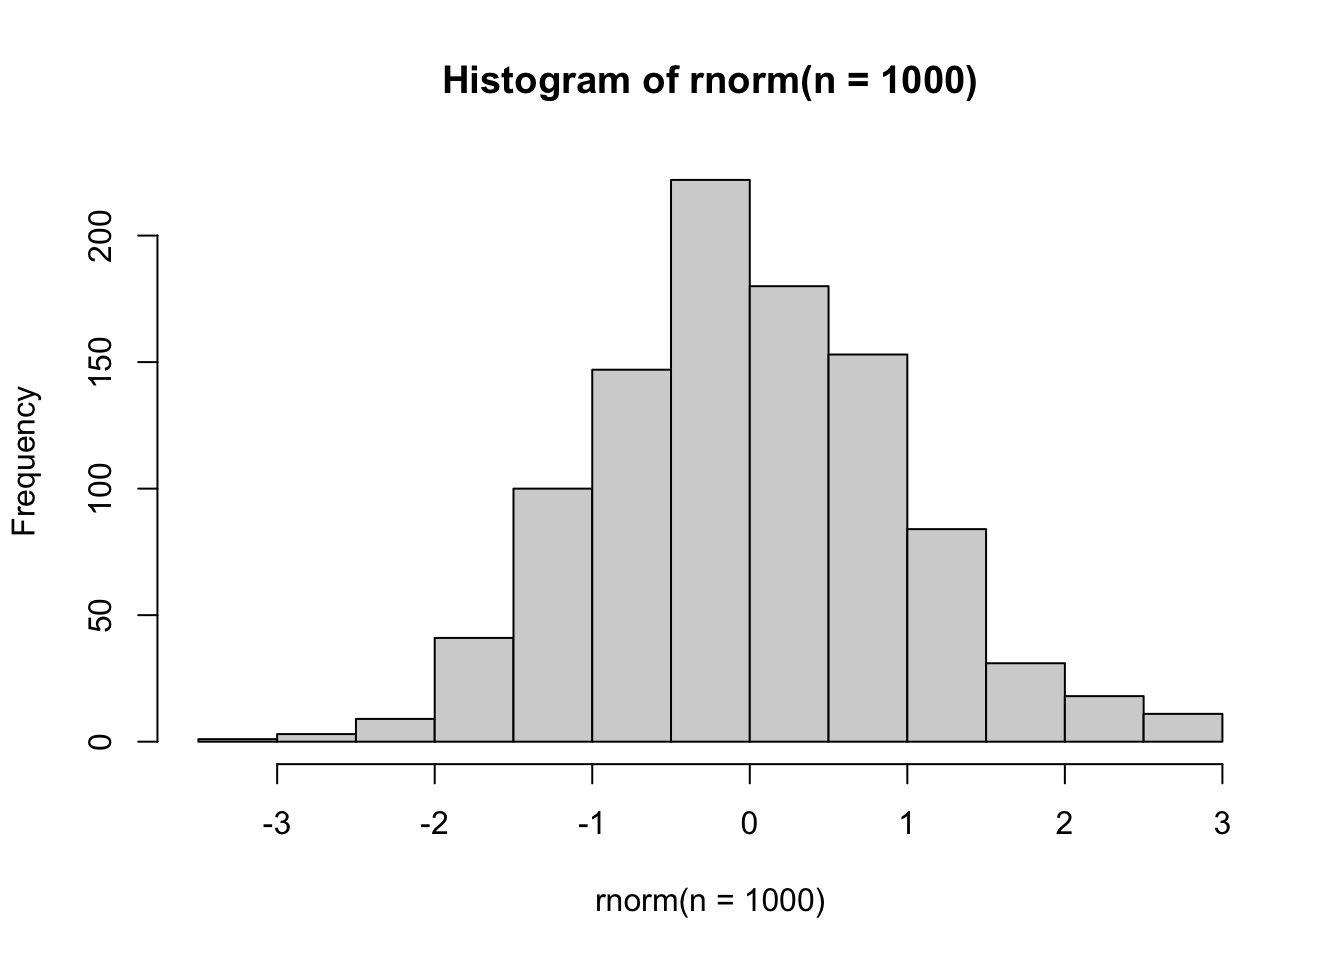 Histogram of rnorm(n = 1000)
Frequency
200
150
100
50
0
-3 -2 -1 0 1 2 3
rnorm(n = 1000)